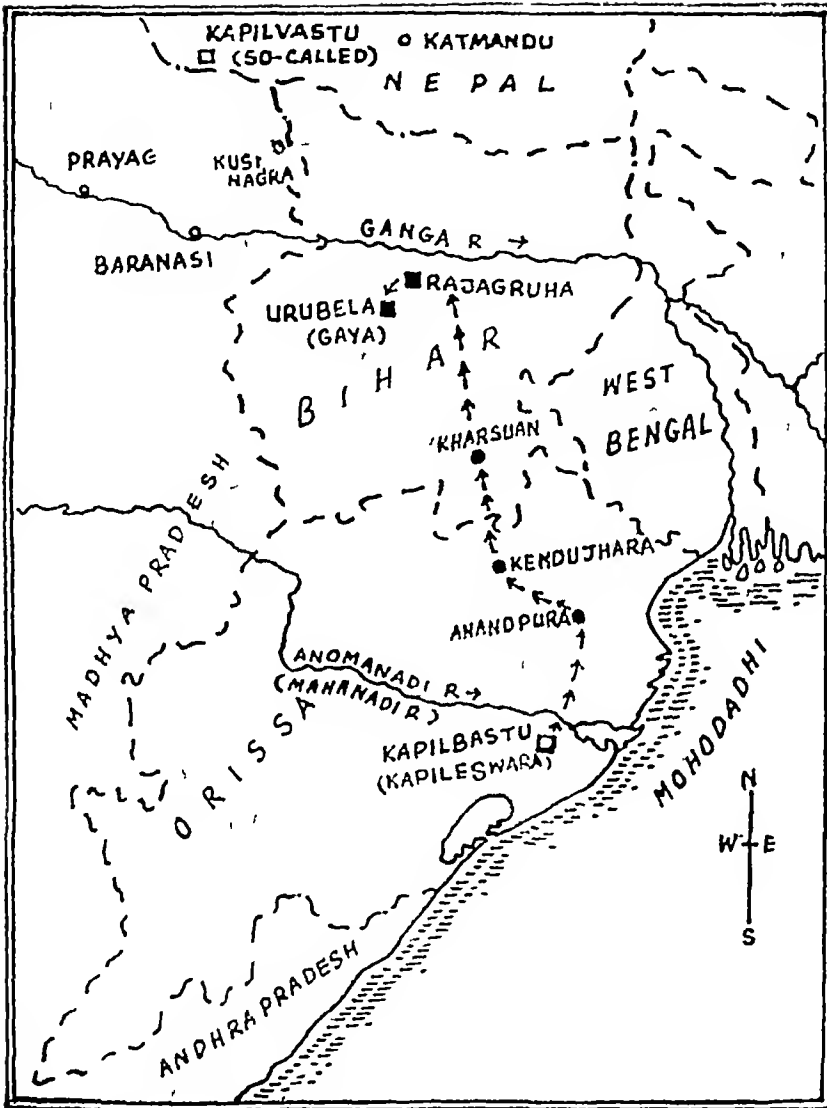 KAPILVASTU
(SO-CALLED)
KATMANDU
NEPAL
PRAYAG
KUSI
NAGRA
BARANASI
GANGA R →
RAJAGRUHA
URUBELA
(GAYA)
BIHAR
WEST
BENGAL
KHARSUAN
MADHYA PRADESH
KENDUJHARA
ANANDPURA
ANOMANADI R →
(MAHANADI R)
ORISSA
KAPILBASTU
(KAPILESWARA)
MOHODADHI
N
W E
S
ANDHRA PRADESH